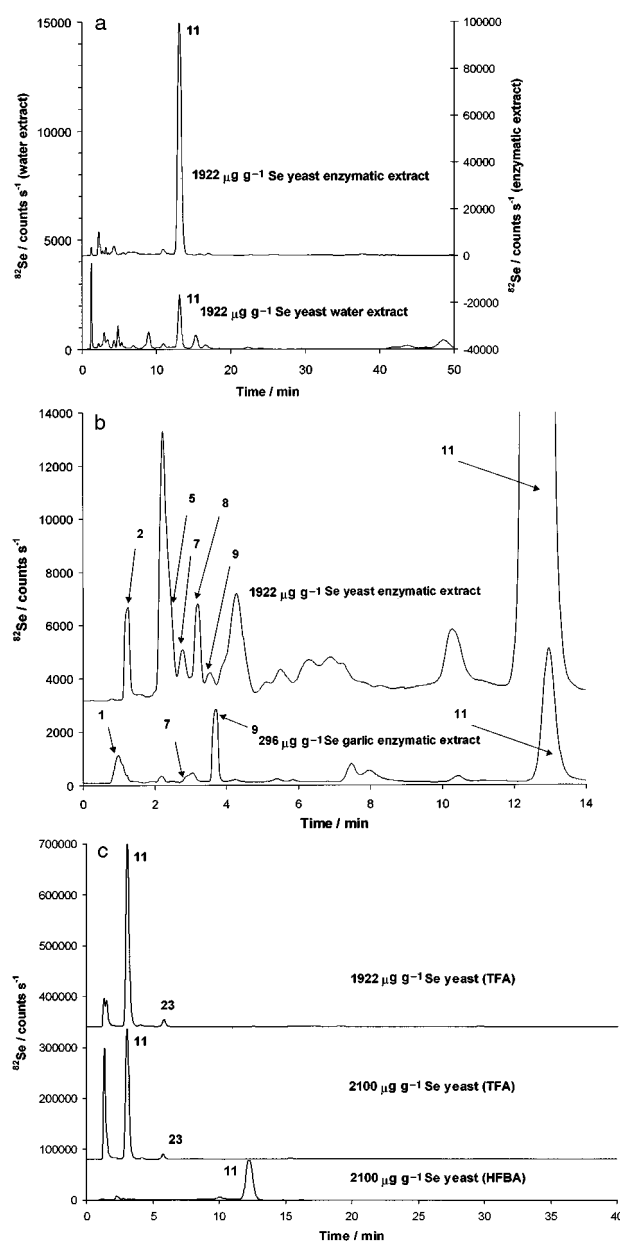 a
15000
10000
5000
0
⁸²Se / counts s⁻¹ (water extract)
100000
80000
60000
40000
20000
0
-20000
-40000
⁸²Se / counts s⁻¹ (enzymatic extract)
11
1922 µg g⁻¹ Se yeast enzymatic extract
11
1922 µg g⁻¹ Se yeast water extract
0 10 20 30 40 50
Time / min
b
14000
12000
10000
8000
6000
4000
2000
0
⁸²Se / counts s⁻¹
2
5
7
8
9
11
1922 µg g⁻¹ Se yeast enzymatic extract
1
7
9
296 µg g⁻¹ Se garlic enzymatic extract
11
0 2 4 6 8 10 12 14
Time / min
c
700000
600000
500000
400000
300000
200000
100000
0
⁸²Se / counts s⁻¹
11
23
1922 µg g⁻¹ Se yeast (TFA)
11
23
2100 µg g⁻¹ Se yeast (TFA)
11
2100 µg g⁻¹ Se yeast (HFBA)
0 5 10 15 20 25 30 35 40
Time / min